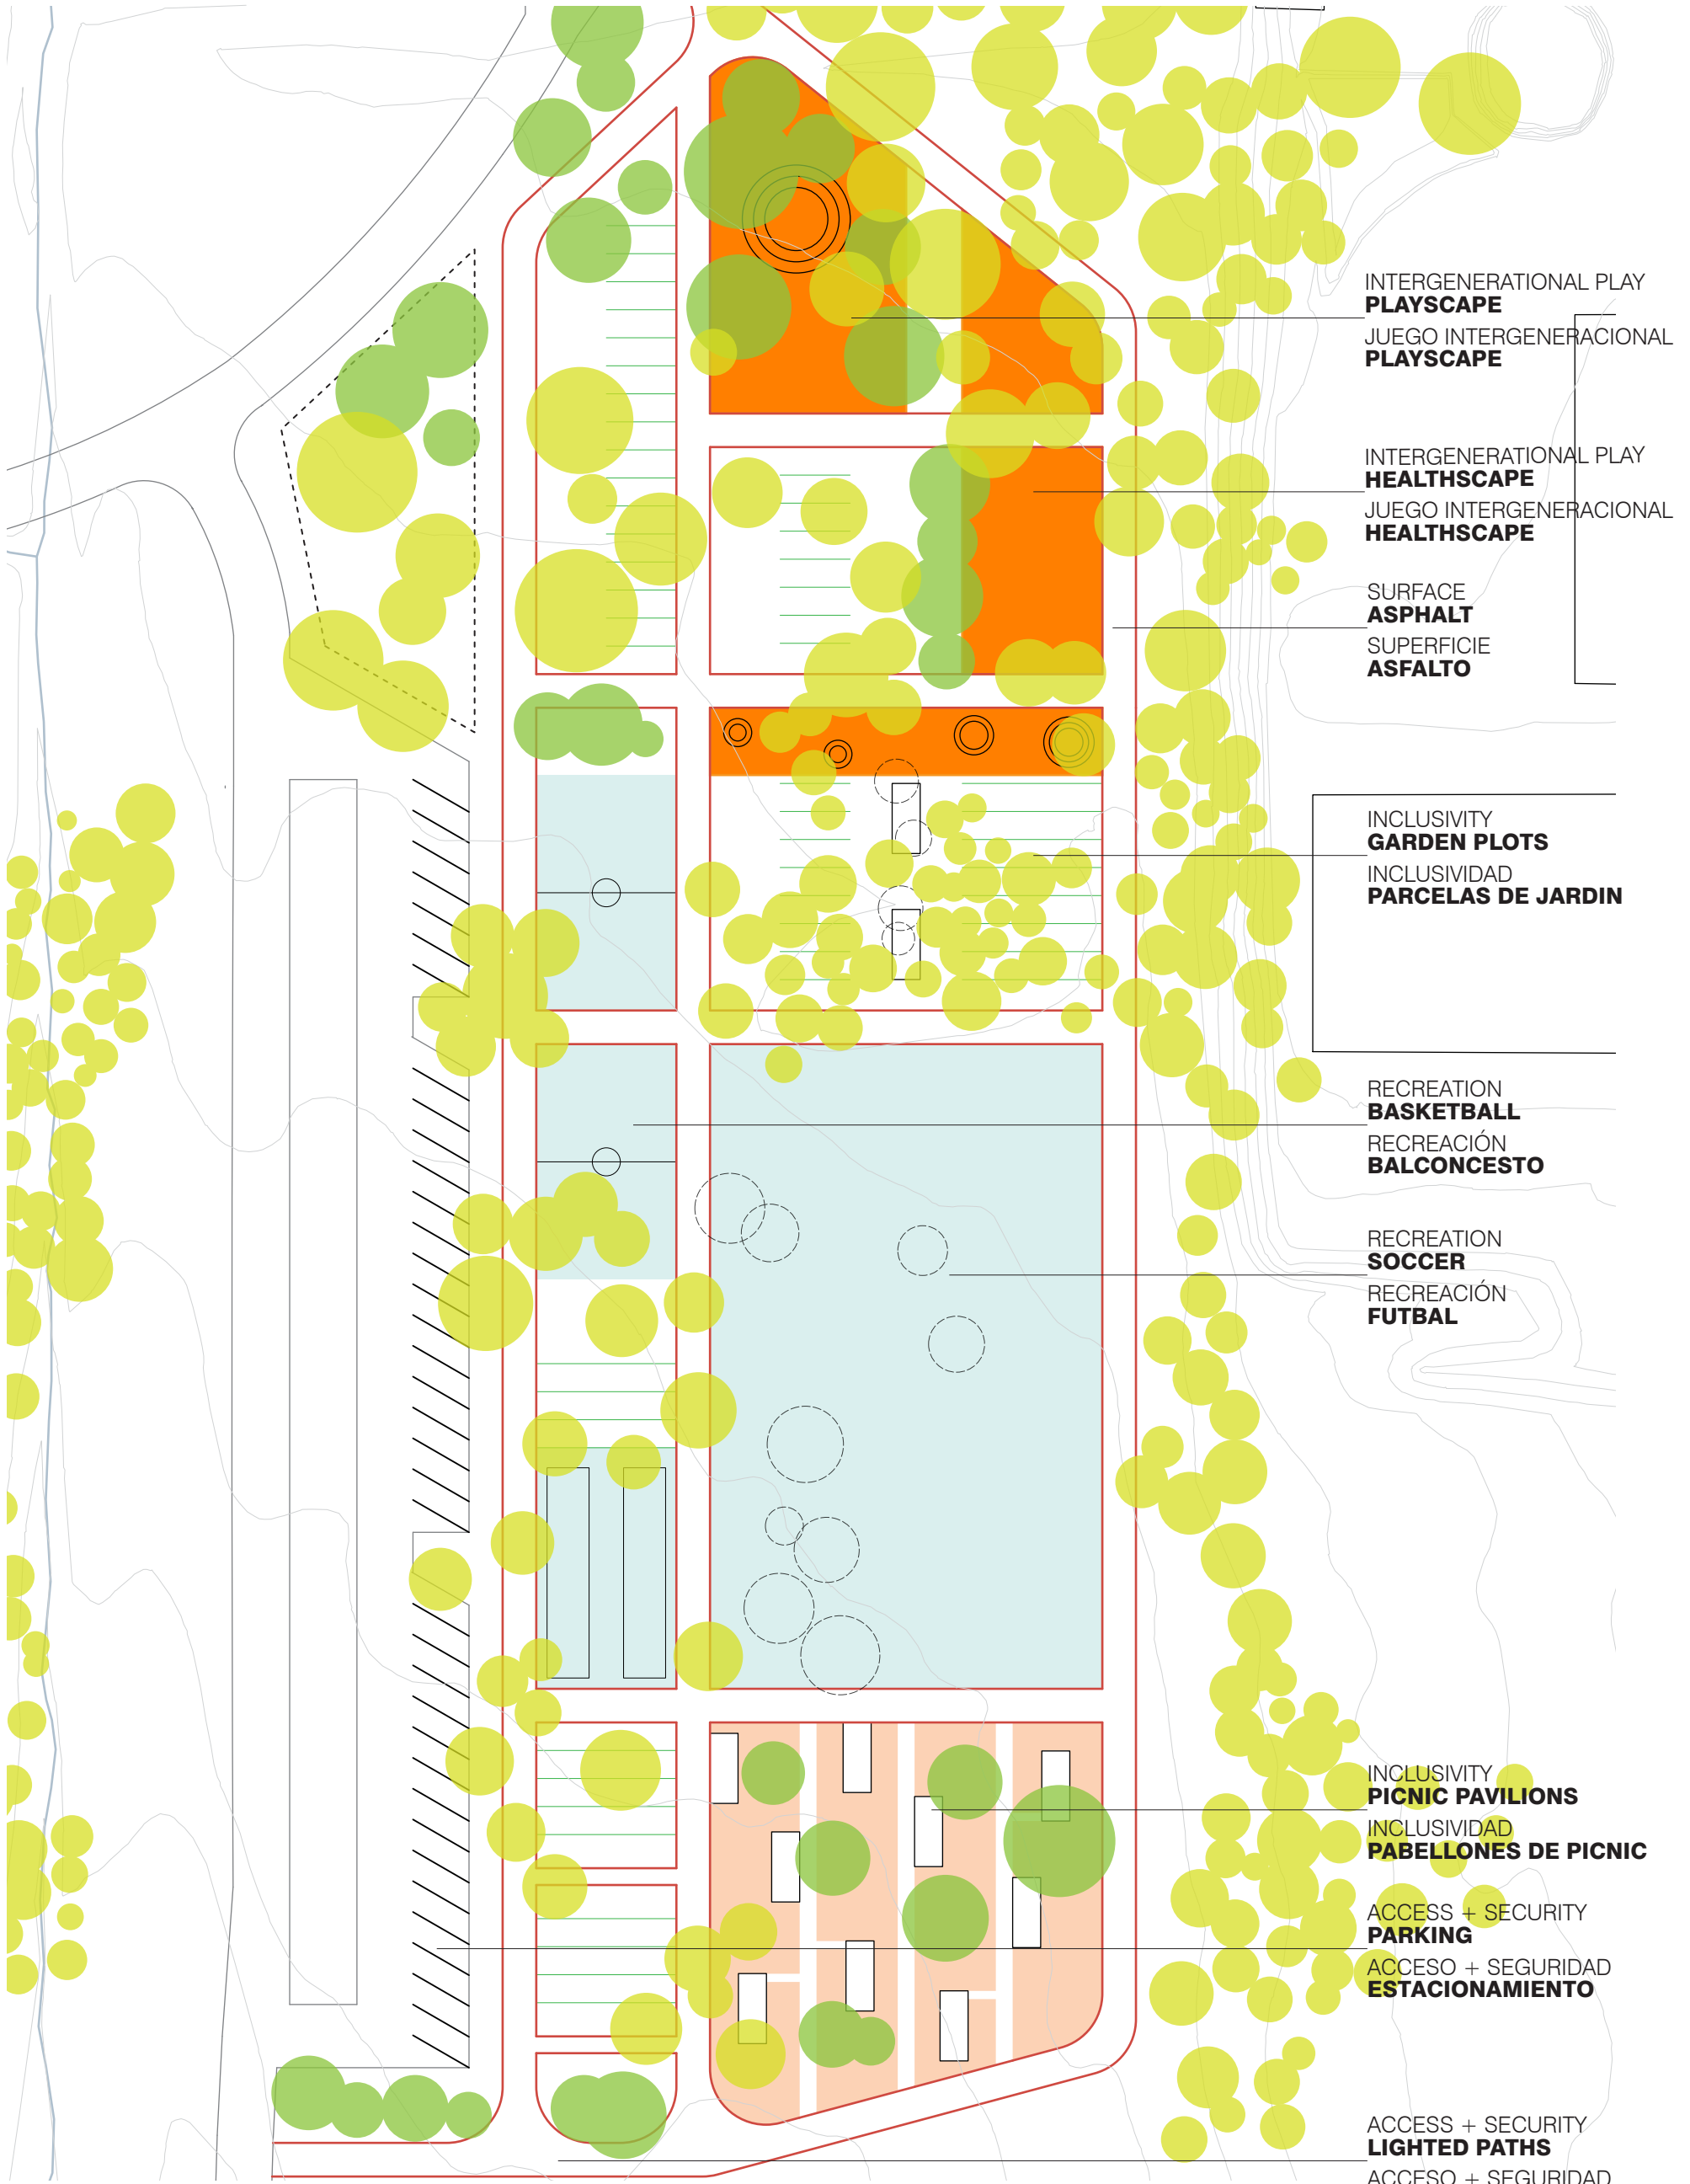 INTERGENERATIONAL PLAY
PLAYSCAPE
JUEGO INTERGENERACIONAL
PLAYSCAPE
INTERGENERATIONAL PLAY
HEALTHSCAPE
JUEGO INTERGENERACIONAL
HEALTHSCAPE
SURFACE
ASPHALT
SUPERFICIE
ASFALTO
INCLUSIVITY
GARDEN PLOTS
INCLUSIVIDAD
PARCELAS DE JARDIN
RECREATION
BASKETBALL
RECREACIÓN
BALCONCESTO
RECREATION
SOCCER
RECREACIÓN
FUTBAL
INCLUSIVITY
PICNIC PAVILIONS
INCLUSIVIDAD
PABELLONES DE PICNIC
ACCESS + SECURITY
PARKING
ACCESO + SEGURIDAD
ESTACIONAMIENTO
ACCESS + SECURITY
LIGHTED PATHS
ACCESO + SEGURIDAD